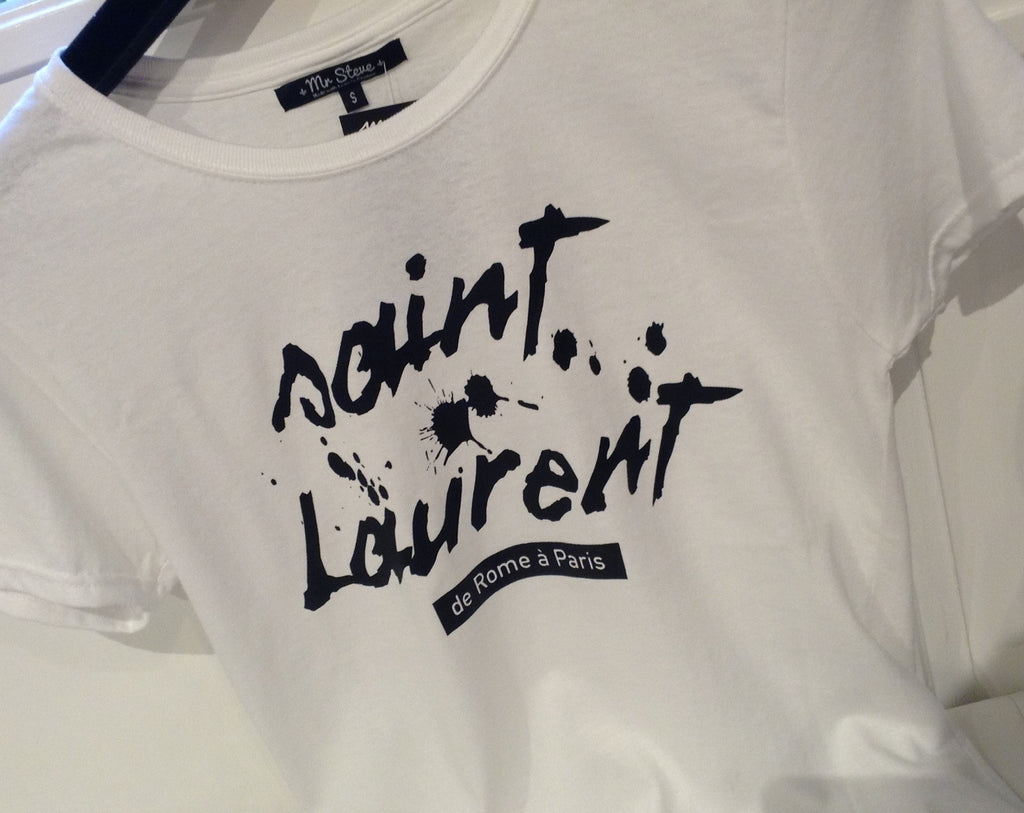 Mr Steve
S
saint
Laurent
de Rome à Paris